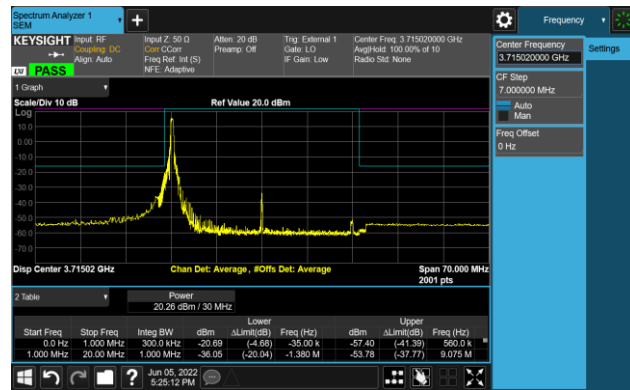 Spectrum Analyzer 1
SEM
Frequency
KEYSIGHT
Input: RF
Coupling: DC
Align: Auto
Input Z: 50 Ω
Corr CCorr
Freq Ref: Int (S)
NFE: Adaptive
Atten: 20 dB
Preamp: Off
Trig: External 1
Gate: LO
IF Gain: Low
Center Freq: 3.715020000 GHz
Avg|Hold: 100.00% of 10
Radio Std: None
LXI PASS
Center Frequency
3.715020000 GHz
Settings
CF Step
7.000000 MHz
Auto
Man
Freq Offset
0 Hz
1 Graph
Scale/Div 10 dB
Ref Value 20.0 dBm
Log
10.0
0.00
-10.0
-20.0
-30.0
-40.0
-50.0
-60.0
-70.0
Disp Center 3.71502 GHz
Chan Det: Average , #Offs Det: Average
Span 70.000 MHz
2001 pts
2 Table
Power
20.26 dBm / 30 MHz
Lower Upper
Start Freq Stop Freq Integ BW dBm ΔLimit(dB) Freq (Hz) dBm ΔLimit(dB) Freq (Hz)
0.0 Hz 1.000 MHz 300.0 kHz -20.69 (-4.68) -35.00 k -57.40 (-41.39) 560.0 k
1.000 MHz 20.00 MHz 1.000 MHz -36.05 (-20.04) -1.380 M -53.78 (-37.77) 9.075 M
?
Jun 05, 2022
5:25:12 PM